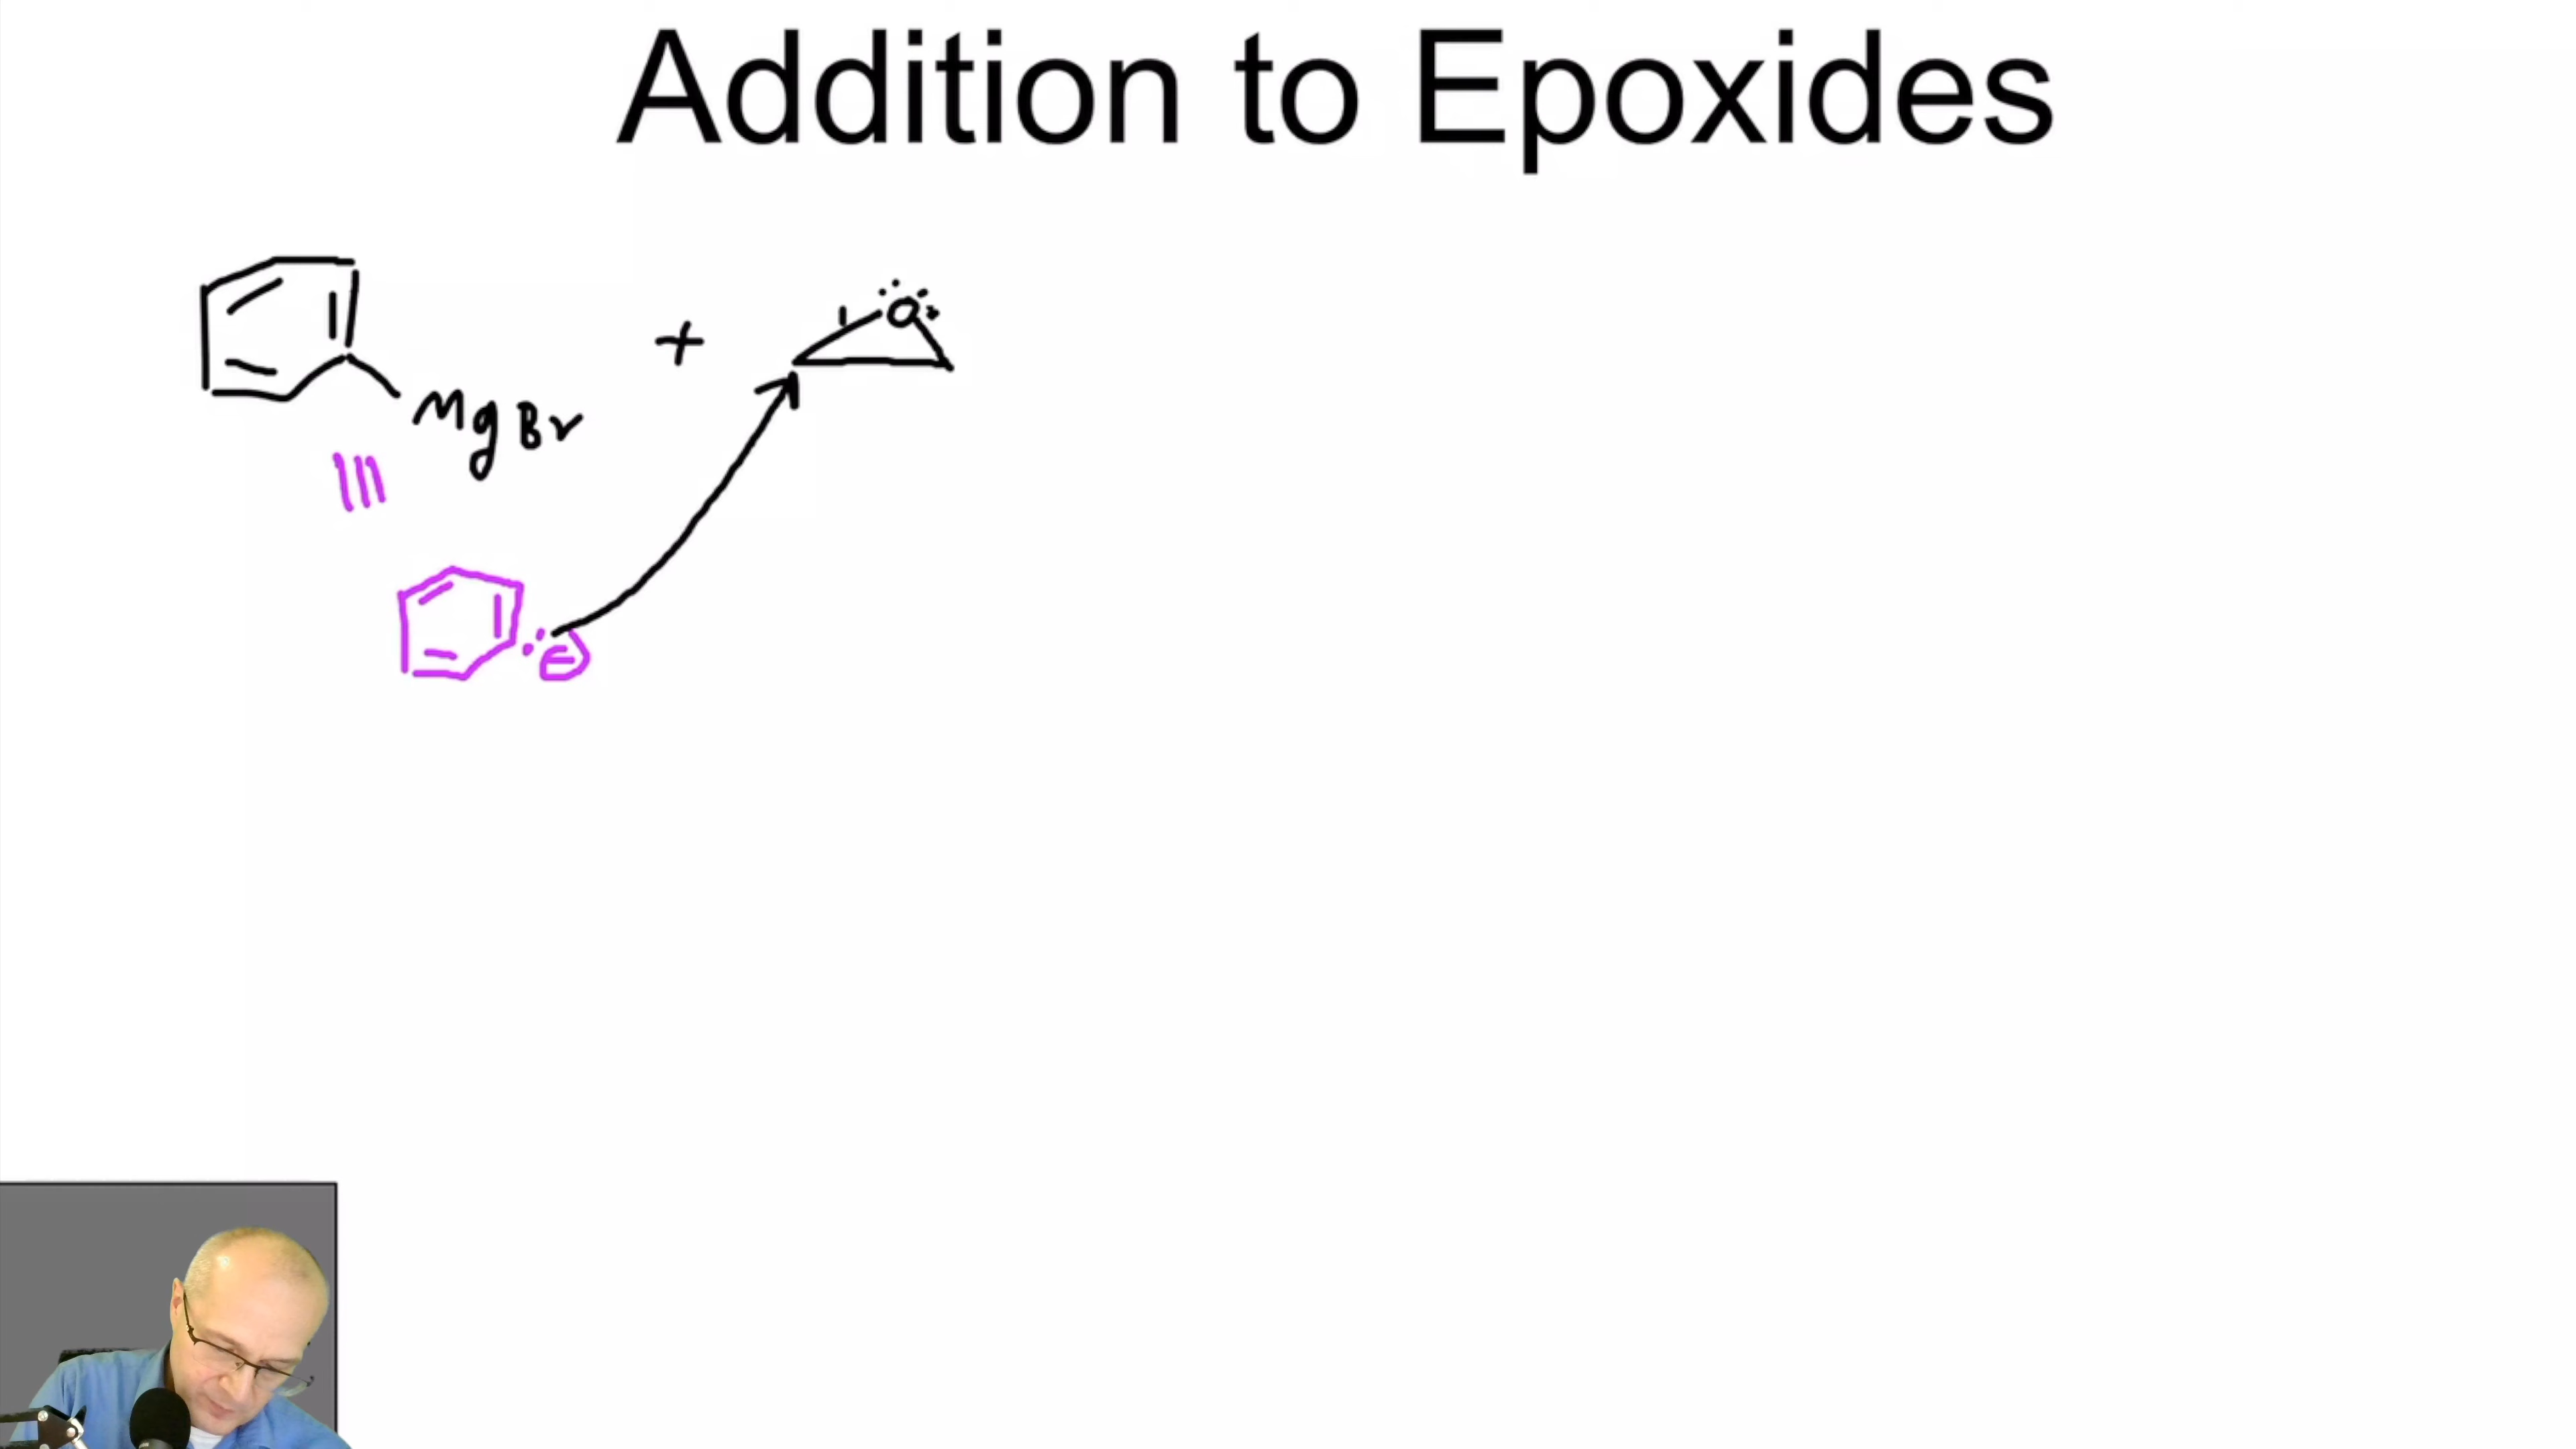 Addition to Epoxides
+
:O:
MgBr
:⊖